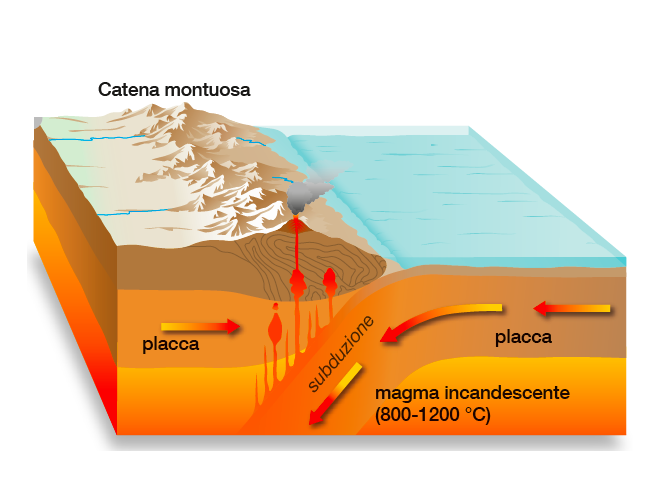 Catena montuosa
placca
subduzione
placca
magma incandescente
(800-1200 °C)